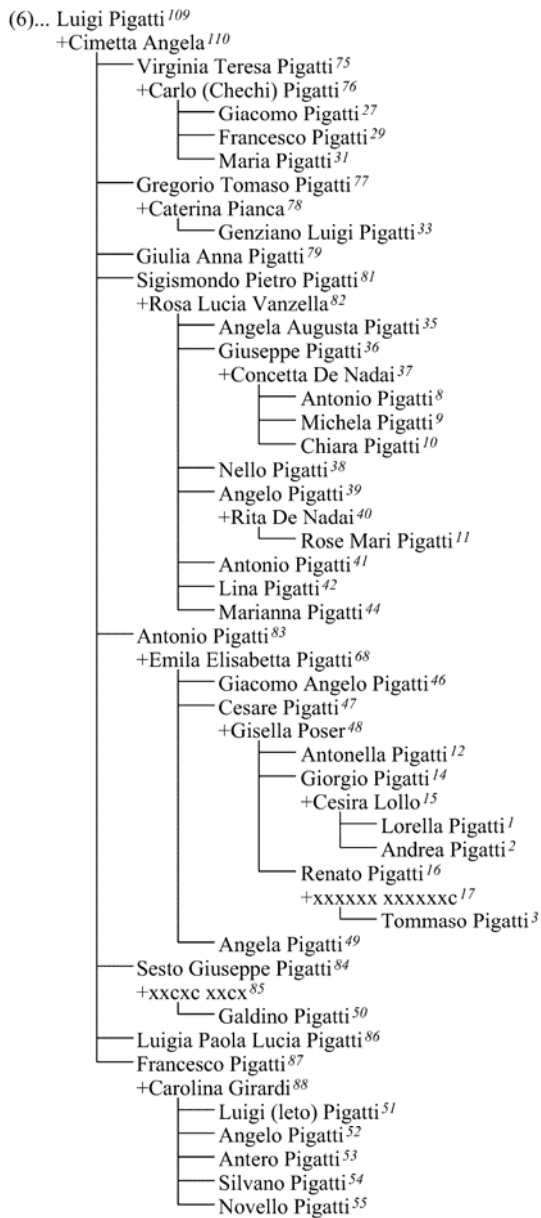 (6)... Luigi Pigatti 109
+Cimetta Angela 110
Virginia Teresa Pigatti 75
+Carlo (Chechi) Pigatti 76
Giacomo Pigatti 27
Francesco Pigatti 29
Maria Pigatti 31
Gregorio Tomaso Pigatti 77
+Caterina Pianca 78
Genziano Luigi Pigatti 33
Giulia Anna Pigatti 79
Sigismondo Pietro Pigatti 81
+Rosa Lucia Vanzella 82
Angela Augusta Pigatti 35
Giuseppe Pigatti 36
+Concetta De Nadai 37
Antonio Pigatti 8
Michela Pigatti 9
Chiara Pigatti 10
Nello Pigatti 38
Angelo Pigatti 39
+Rita De Nadai 40
Rose Mari Pigatti 11
Antonio Pigatti 41
Lina Pigatti 42
Marianna Pigatti 44
Antonio Pigatti 83
+Emila Elisabetta Pigatti 68
Giacomo Angelo Pigatti 46
Cesare Pigatti 47
+Gisella Poser 48
Antonella Pigatti 12
Giorgio Pigatti 14
+Cesira Lollo 15
Lorella Pigatti 1
Andrea Pigatti 2
Renato Pigatti 16
+xxxxxx xxxxxxc 17
Tommaso Pigatti 3
Angela Pigatti 49
Sesto Giuseppe Pigatti 84
+xxcxc xxcx 85
Galdino Pigatti 50
Luigia Paola Lucia Pigatti 86
Francesco Pigatti 87
+Carolina Girardi 88
Luigi (leto) Pigatti 51
Angelo Pigatti 52
Antero Pigatti 53
Silvano Pigatti 54
Novello Pigatti 55